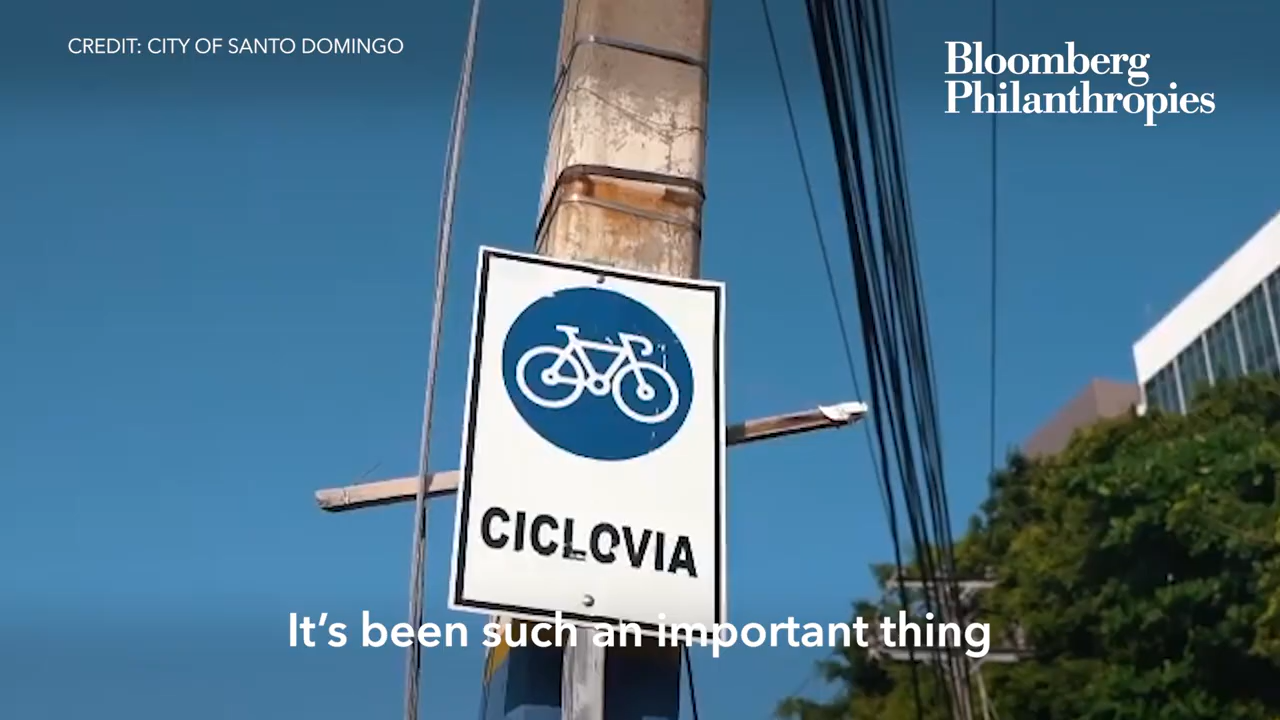 CREDIT: CITY OF SANTO DOMINGO
Bloomberg
Philanthropies
CICLOVIA
It's been such an important thing